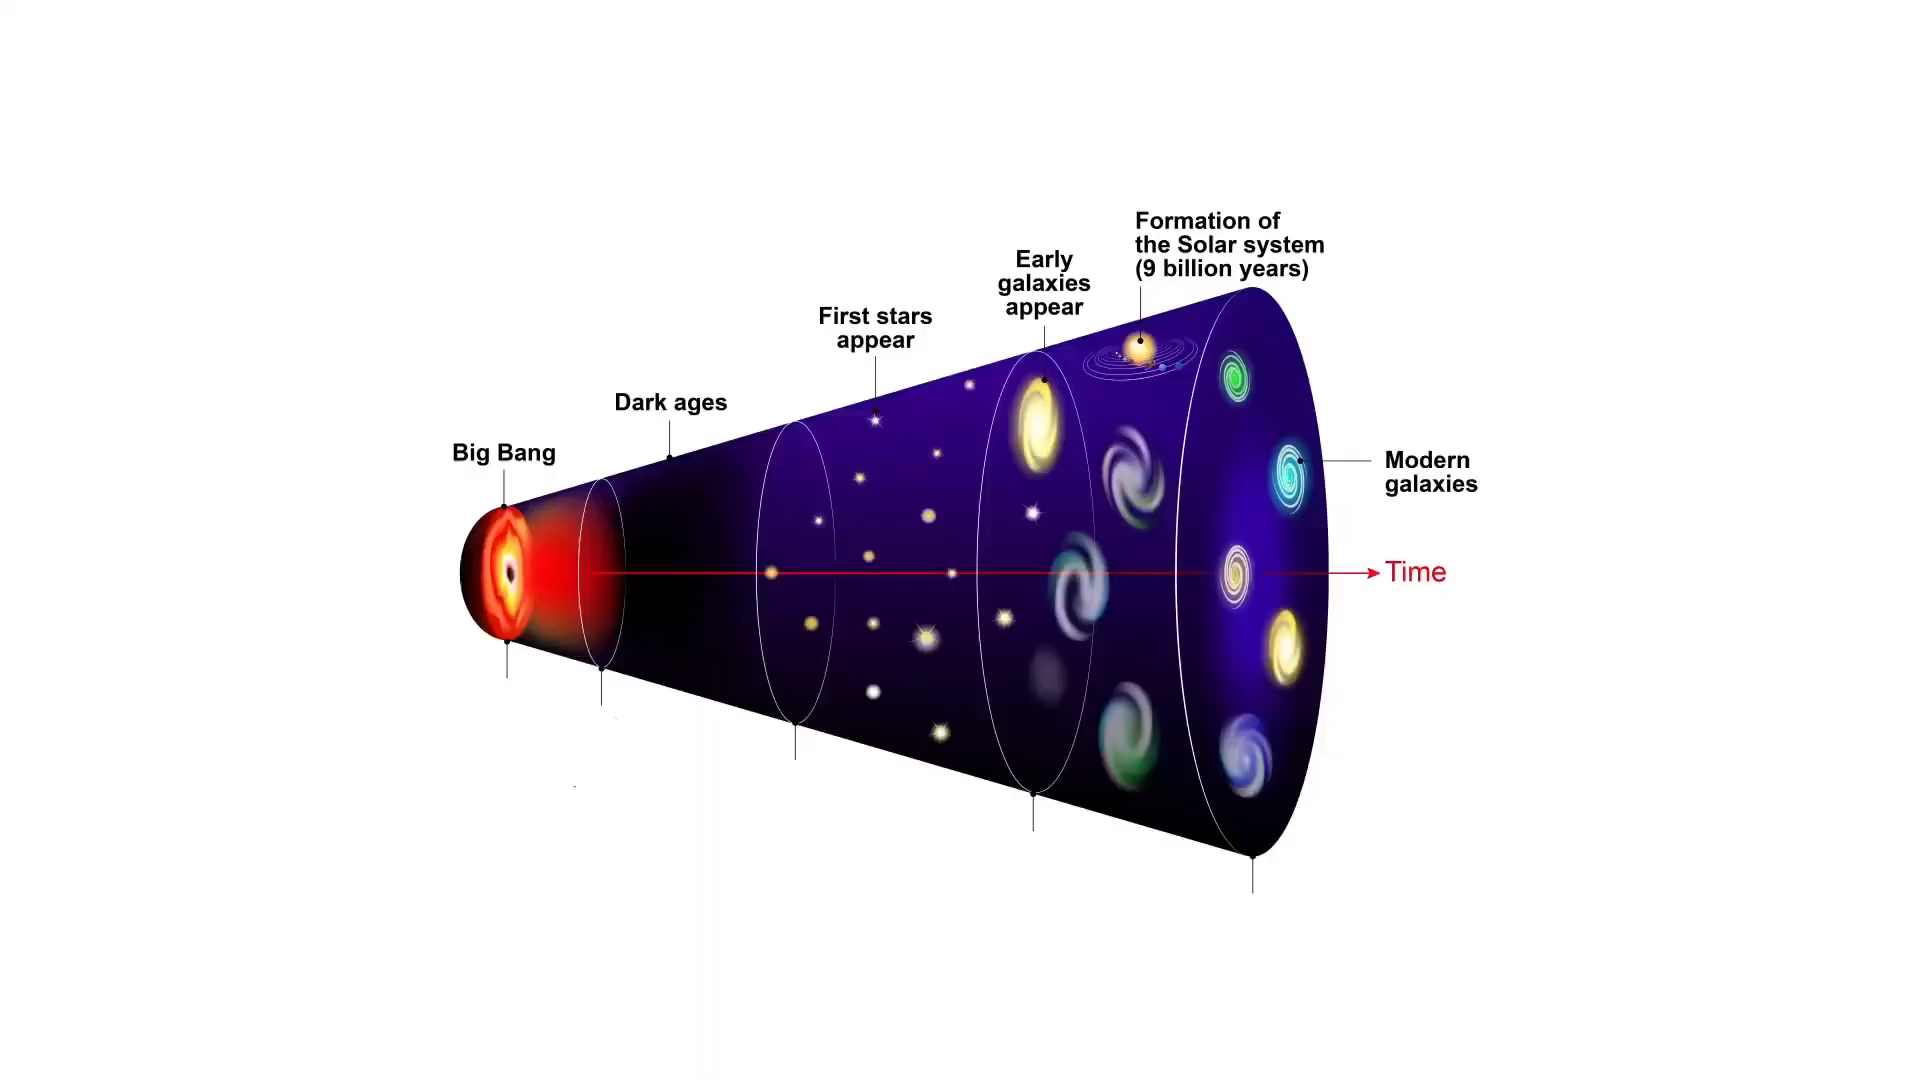 Big Bang
Dark ages
First stars
appear
Early
galaxies
appear
Formation of
the Solar system
(9 billion years)
Modern
galaxies
Time